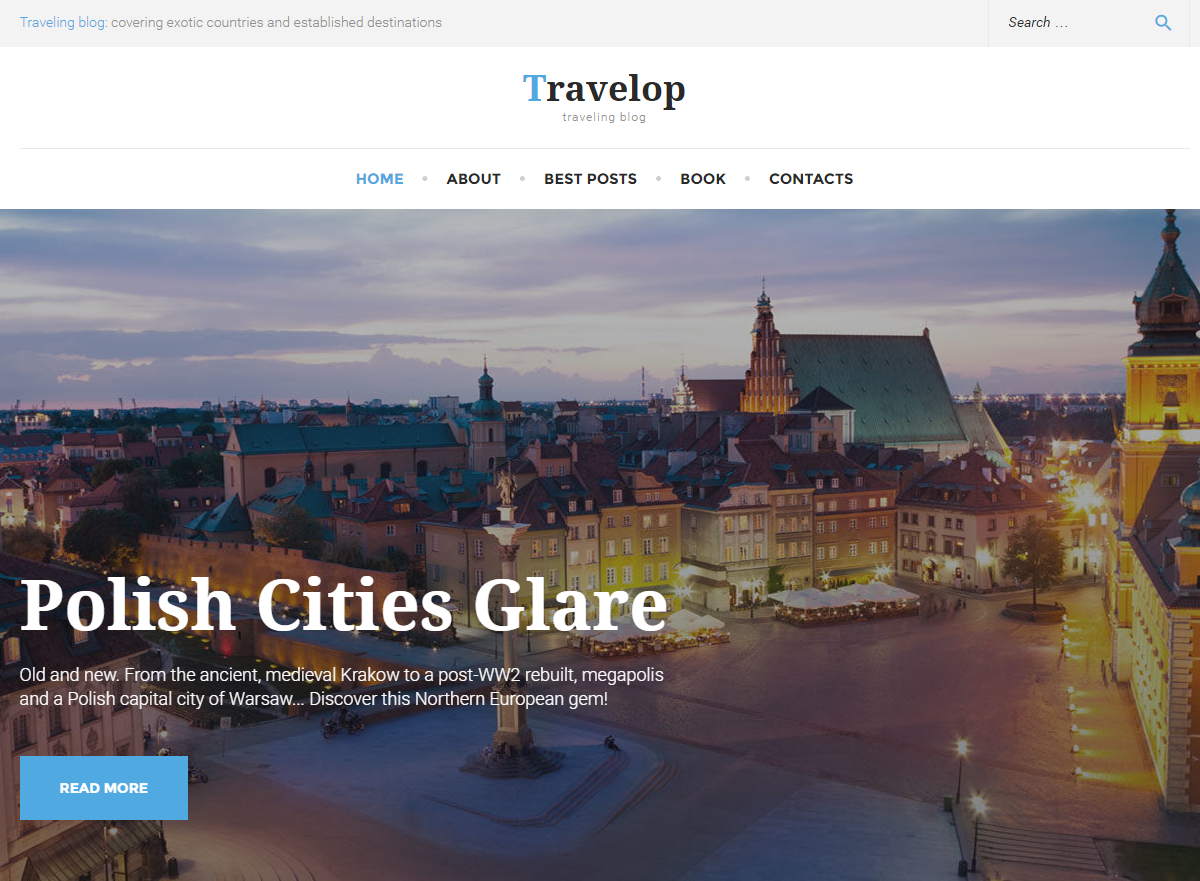 Traveling blog: covering exotic countries and established destinations
Search ...
Travelop
traveling blog
HOME • ABOUT • BEST POSTS • BOOK • CONTACTS
Polish Cities Glare
Old and new. From the ancient, medieval Krakow to a post-WW2 rebuilt, megapolis
and a Polish capital city of Warsaw... Discover this Northern European gem!
READ MORE